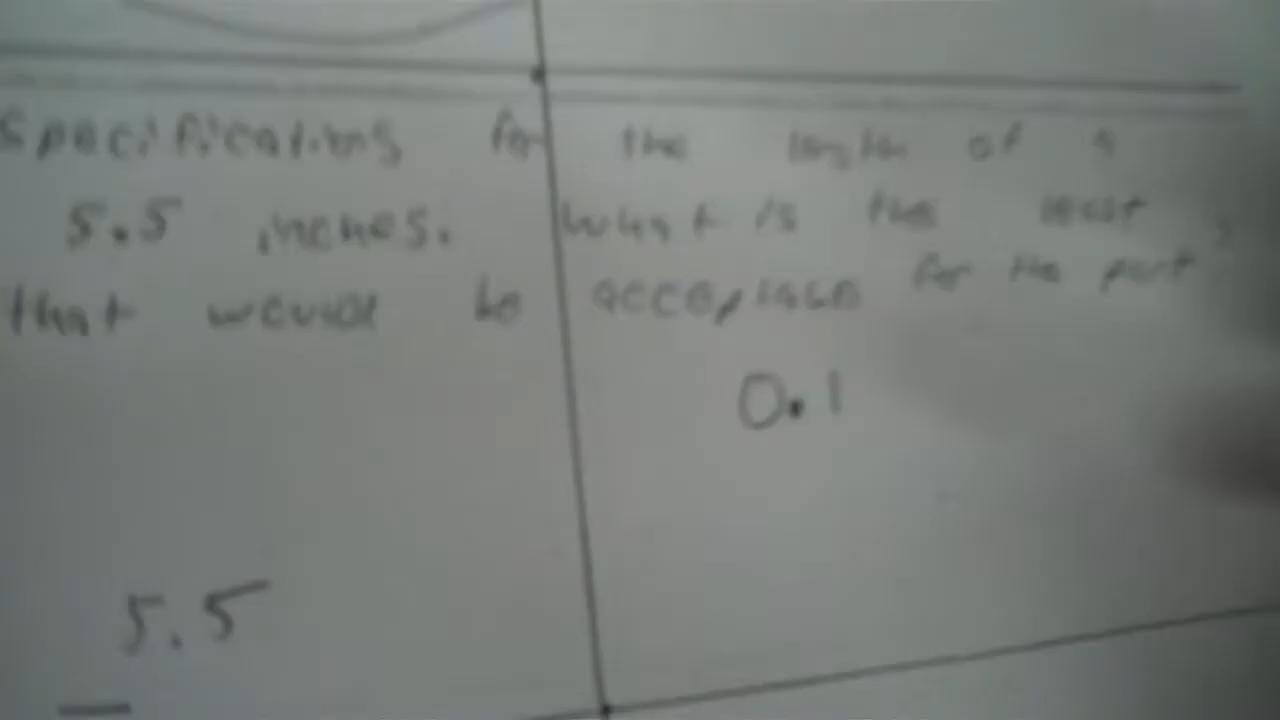 Specifications for the length of a
5.5 inches. What is the least
that would be acceptable for the part
0.1
5.5